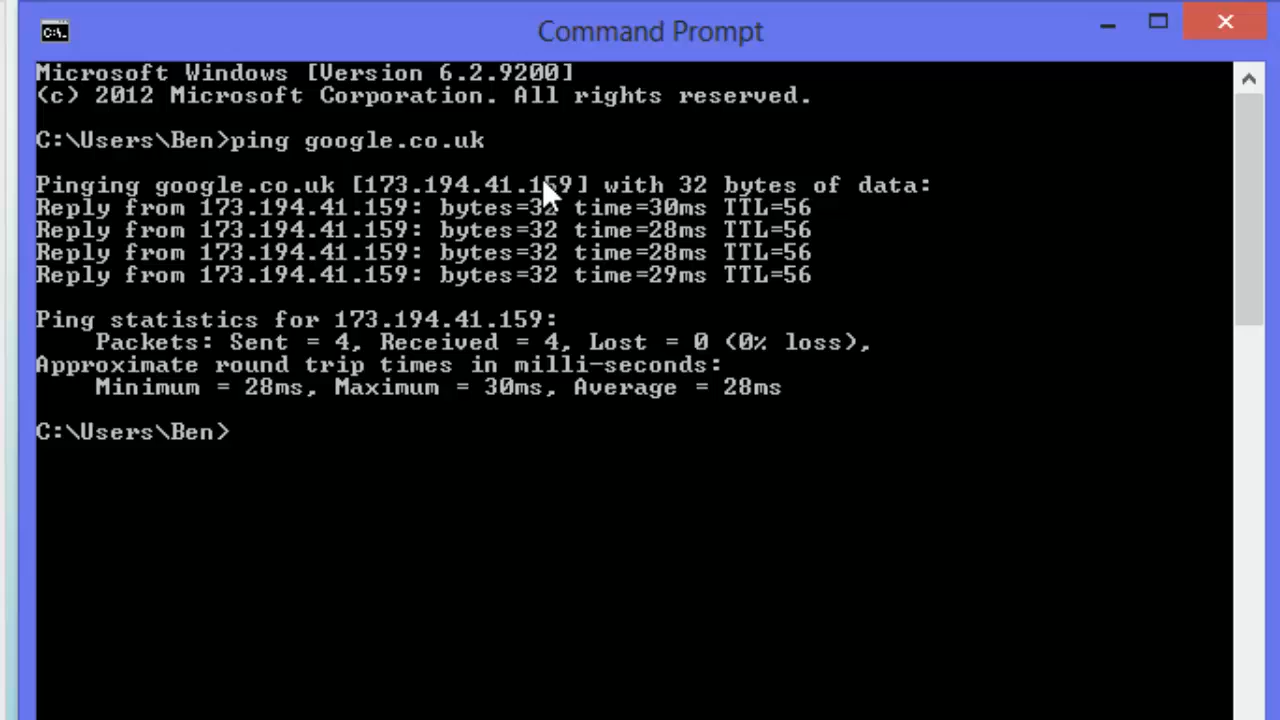 Command Prompt
Microsoft Windows [Version 6.2.9200]
(c) 2012 Microsoft Corporation. All rights reserved.
C:\Users\Ben>ping google.co.uk
Pinging google.co.uk [173.194.41.159] with 32 bytes of data:
Reply from 173.194.41.159: bytes=32 time=30ms TTL=56
Reply from 173.194.41.159: bytes=32 time=28ms TTL=56
Reply from 173.194.41.159: bytes=32 time=28ms TTL=56
Reply from 173.194.41.159: bytes=32 time=29ms TTL=56
Ping statistics for 173.194.41.159:
Packets: Sent = 4, Received = 4, Lost = 0 (0% loss),
Approximate round trip times in milli-seconds:
Minimum = 28ms, Maximum = 30ms, Average = 28ms
C:\Users\Ben>